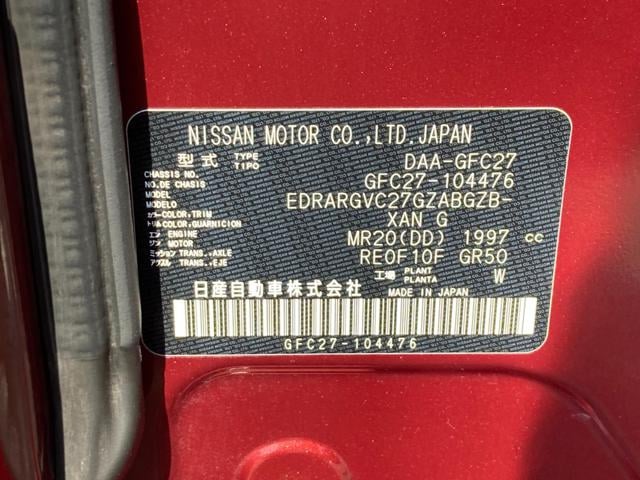 NISSAN MOTOR CO.,LTD.JAPAN
型式 TYPE TIPO DAA-GFC27
CHASSIS NO. NO.DE CHASIS GFC27-104476
MODEL MODELO EDRARGVC27GZABGZB-
カラー COLOR,TRIM トリム COLOR,GUARNICION XAN G
エンジン ENGINE MOTOR MR20(DD) 1997 cc
ミッション TRANS.,AXLE アクスル TRANS.,EJE RE0F10F GR50
工場 PLANT PLANTA W
日産自動車株式会社 MADE IN JAPAN
GFC27-104476